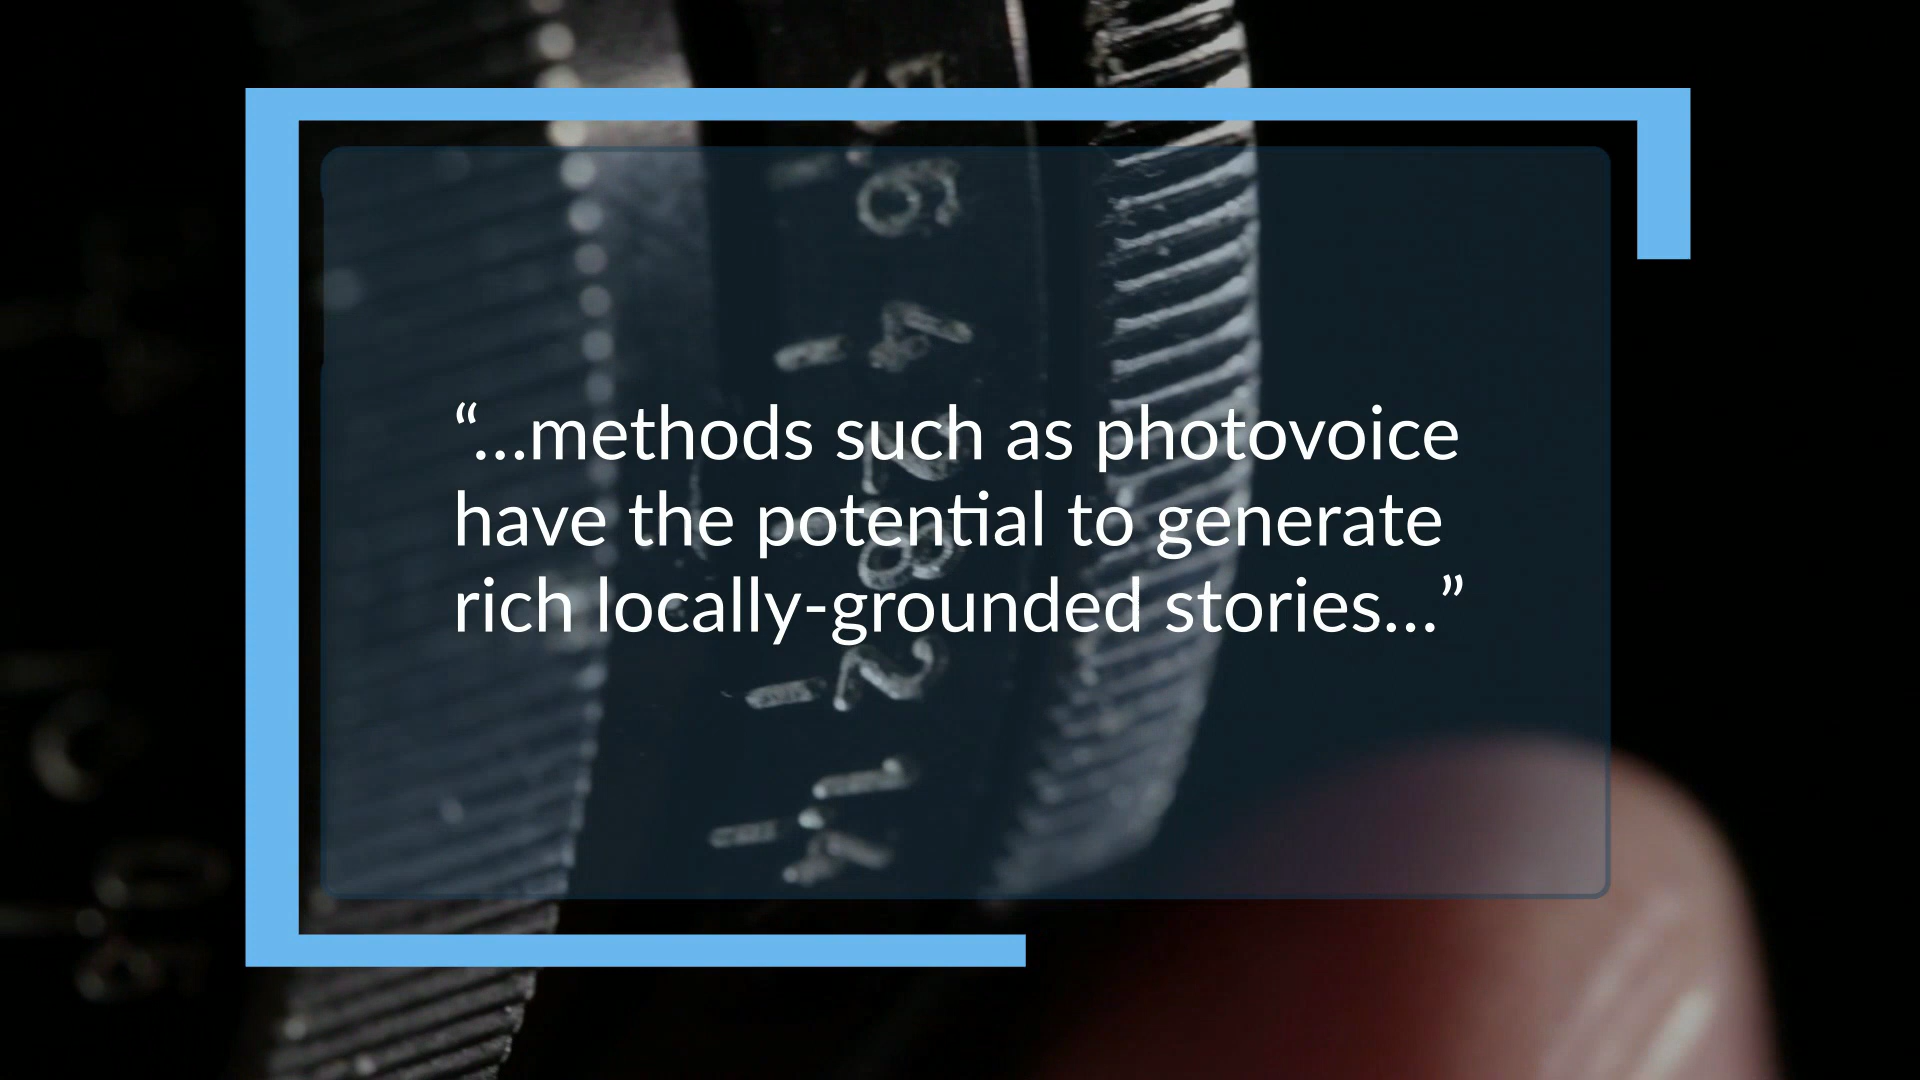 “…methods such as photovoice
have the potential to generate
rich locally-grounded stories…”